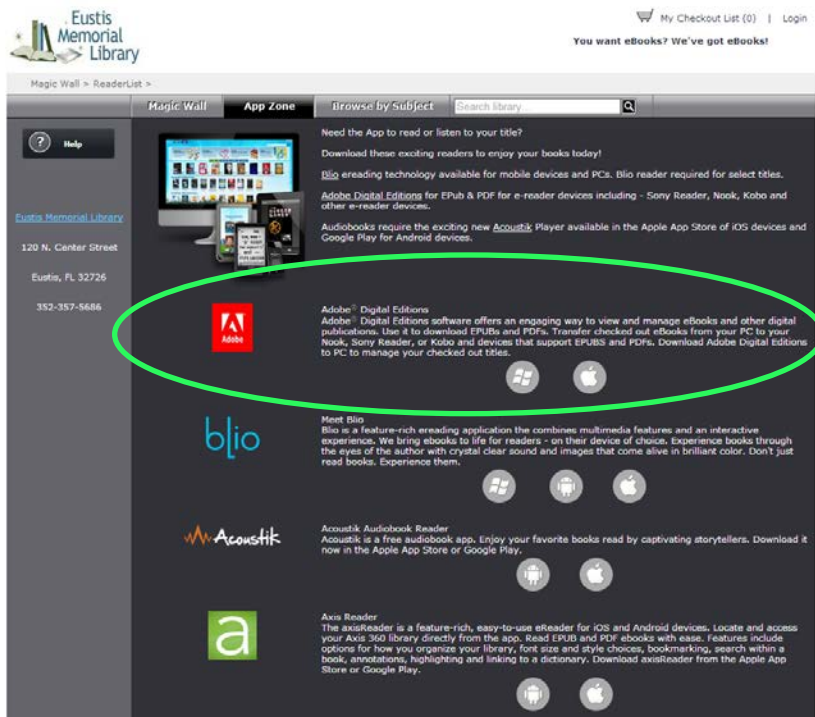 Eustis
Memorial
Library
My Checkout List (0) | Login
You want eBooks? We've got eBooks!
Magic Wall > ReaderList >
Magic Wall App Zone Browse by Subject Search library...
? Help
Eustis Memorial Library
120 N. Center Street
Eustis, FL 32726
352-357-5686
Need the App to read or listen to your title?
Download these exciting readers to enjoy your books today!
Blio ereading technology available for mobile devices and PCs. Blio reader required for select titles.
Adobe Digital Editions for EPub & PDF for e-reader devices including - Sony Reader, Nook, Kobo and
other e-reader devices.
Audiobooks require the exciting new Acoustik Player available in the Apple App Store of iOS devices and
Google Play for Android devices.
Adobe
Adobe® Digital Editions
Adobe® Digital Editions software offers an engaging way to view and manage eBooks and other digital
publications. Use it to download EPUBs and PDFs. Transfer checked out eBooks from your PC to your
Nook, Sony Reader, or Kobo and devices that support EPUBS and PDFs. Download Adobe Digital Editions
to PC to manage your checked out titles.
blio
Meet Blio
Blio is a feature-rich ereading application the combines multimedia features and an interactive
experience. We bring ebooks to life for readers - on their device of choice. Experience books through
the eyes of the author with crystal clear sound and images that come alive in brilliant color. Don't just
read books. Experience them.
Acoustik
Acoustik Audiobook Reader
Acoustik is a free audiobook app. Enjoy your favorite books read by captivating storytellers. Download it
now in the Apple App Store or Google Play.
a
Axis Reader
The axisReader is a feature-rich, easy-to-use eReader for iOS and Android devices. Locate and access
your Axis 360 library directly from the app. Read EPUB and PDF ebooks with ease. Features include
options for how you organize your library, font size and style choices, bookmarking, search within a
book, annotations, highlighting and linking to a dictionary. Download axisReader from the Apple App
Store or Google Play.